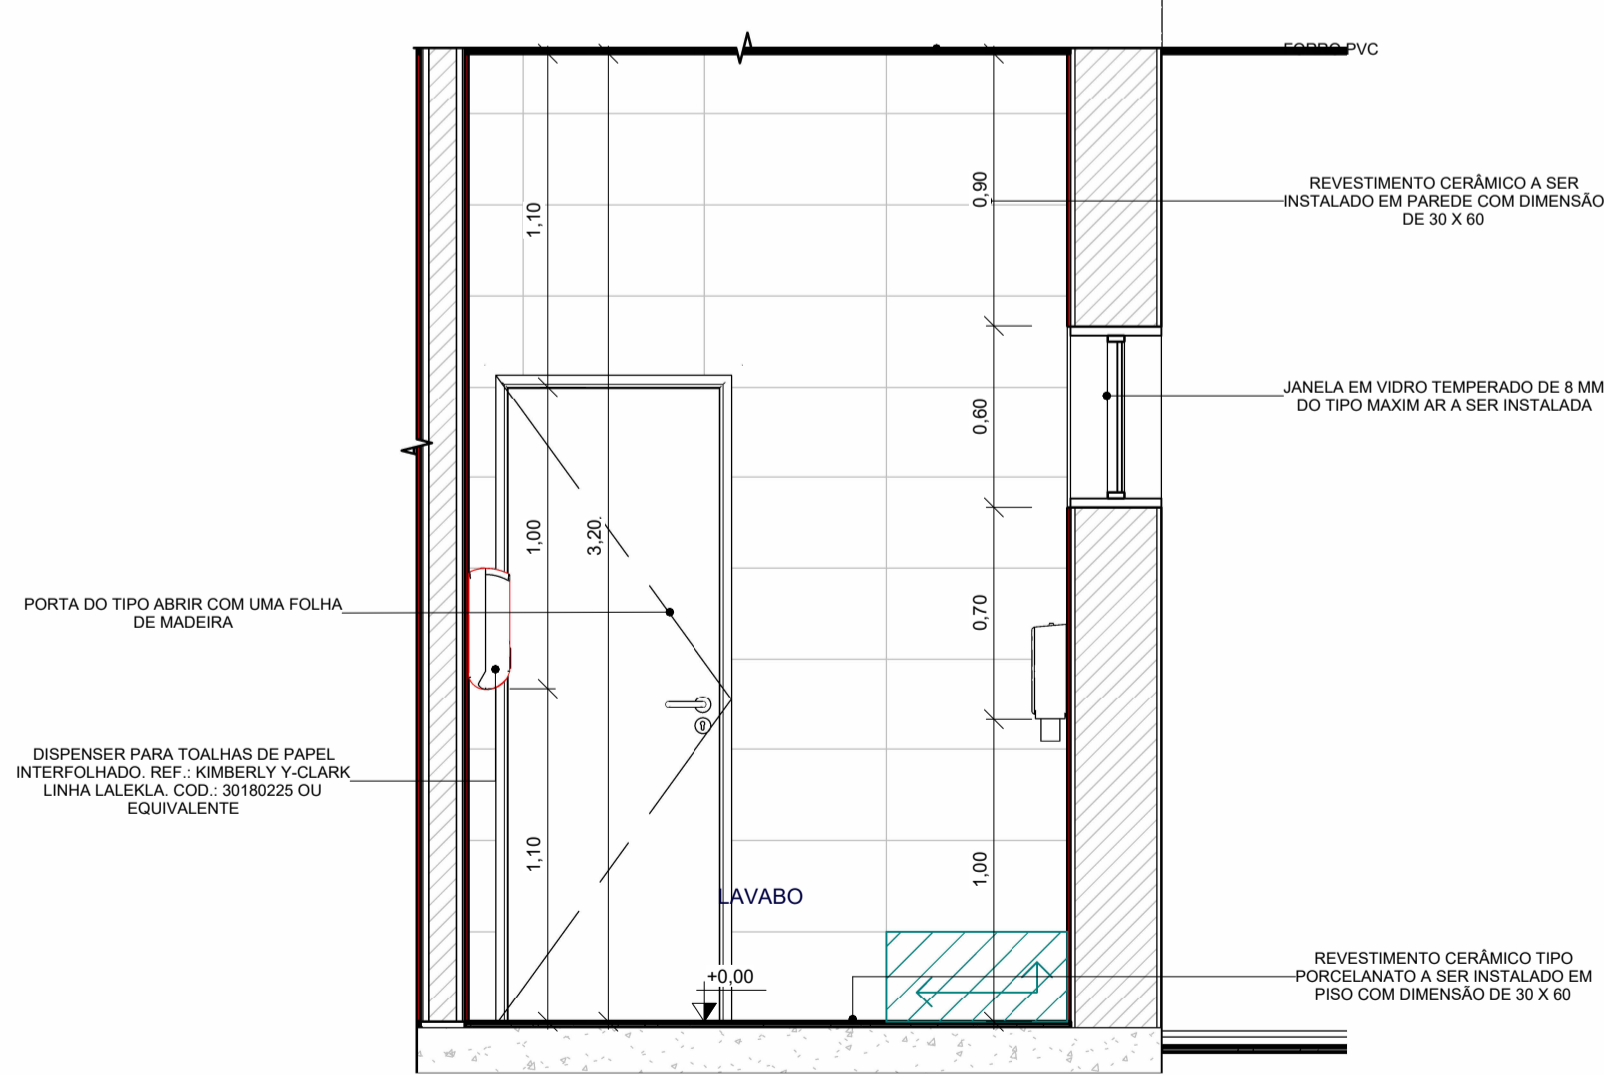 FORRO PVC
REVESTIMENTO CERÂMICO A SER
INSTALADO EM PAREDE COM DIMENSÃO
DE 30 X 60
0,90
1,10
JANELA EM VIDRO TEMPERADO DE 8 MM
DO TIPO MAXIM AR A SER INSTALADA
0,60
1,00
3,20.
PORTA DO TIPO ABRIR COM UMA FOLHA
DE MADEIRA
0,70
DISPENSER PARA TOALHAS DE PAPEL
INTERFOLHADO. REF.: KIMBERLY Y-CLARK
LINHA LALEKLA. COD.: 30180225 OU
EQUIVALENTE
1,10
1,00
LAVABO
+0,00
REVESTIMENTO CERÂMICO TIPO
PORCELANATO A SER INSTALADO EM
PISO COM DIMENSÃO DE 30 X 60